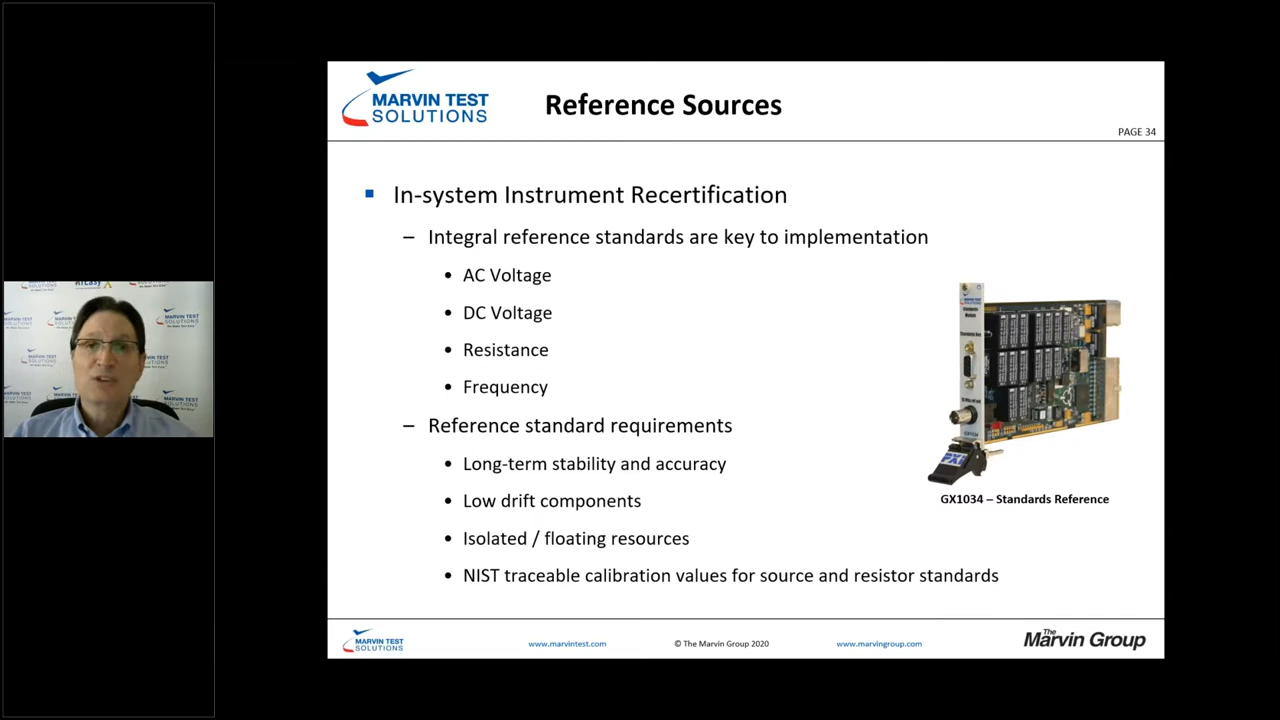 MARVIN TEST
SOLUTIONS
Reference Sources
PAGE 34
In-system Instrument Recertification
– Integral reference standards are key to implementation
• AC Voltage
• DC Voltage
• Resistance
• Frequency
– Reference standard requirements
• Long-term stability and accuracy
• Low drift components
• Isolated / floating resources
• NIST traceable calibration values for source and resistor standards
PXI
GX1034 – Standards Reference
MARVIN TEST
SOLUTIONS
www.marvintest.com
© The Marvin Group 2020
www.marvingroup.com
The
Marvin Group